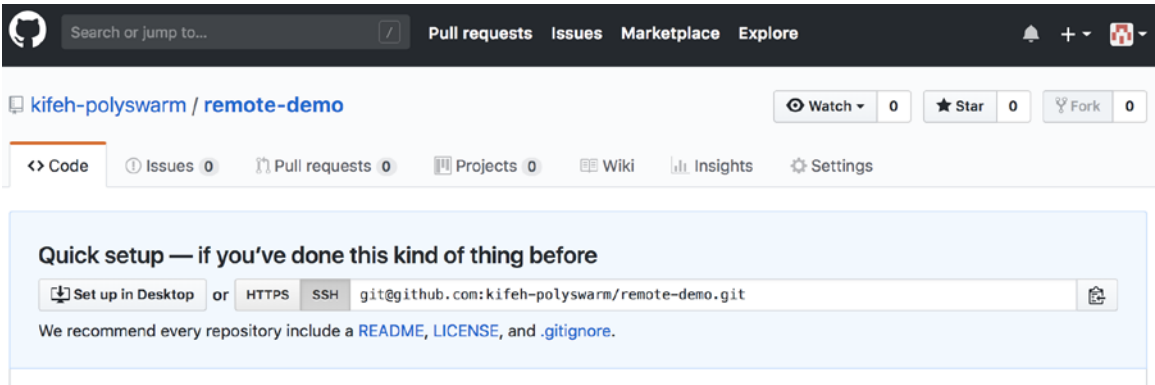 Search or jump to... / Pull requests Issues Marketplace Explore
kifeh-polyswarm / remote-demo Watch 0 Star 0 Fork 0
<> Code Issues 0 Pull requests 0 Projects 0 Wiki Insights Settings
Quick setup — if you've done this kind of thing before
Set up in Desktop or HTTPS SSH git@github.com:kifeh-polyswarm/remote-demo.git
We recommend every repository include a README, LICENSE, and .gitignore.